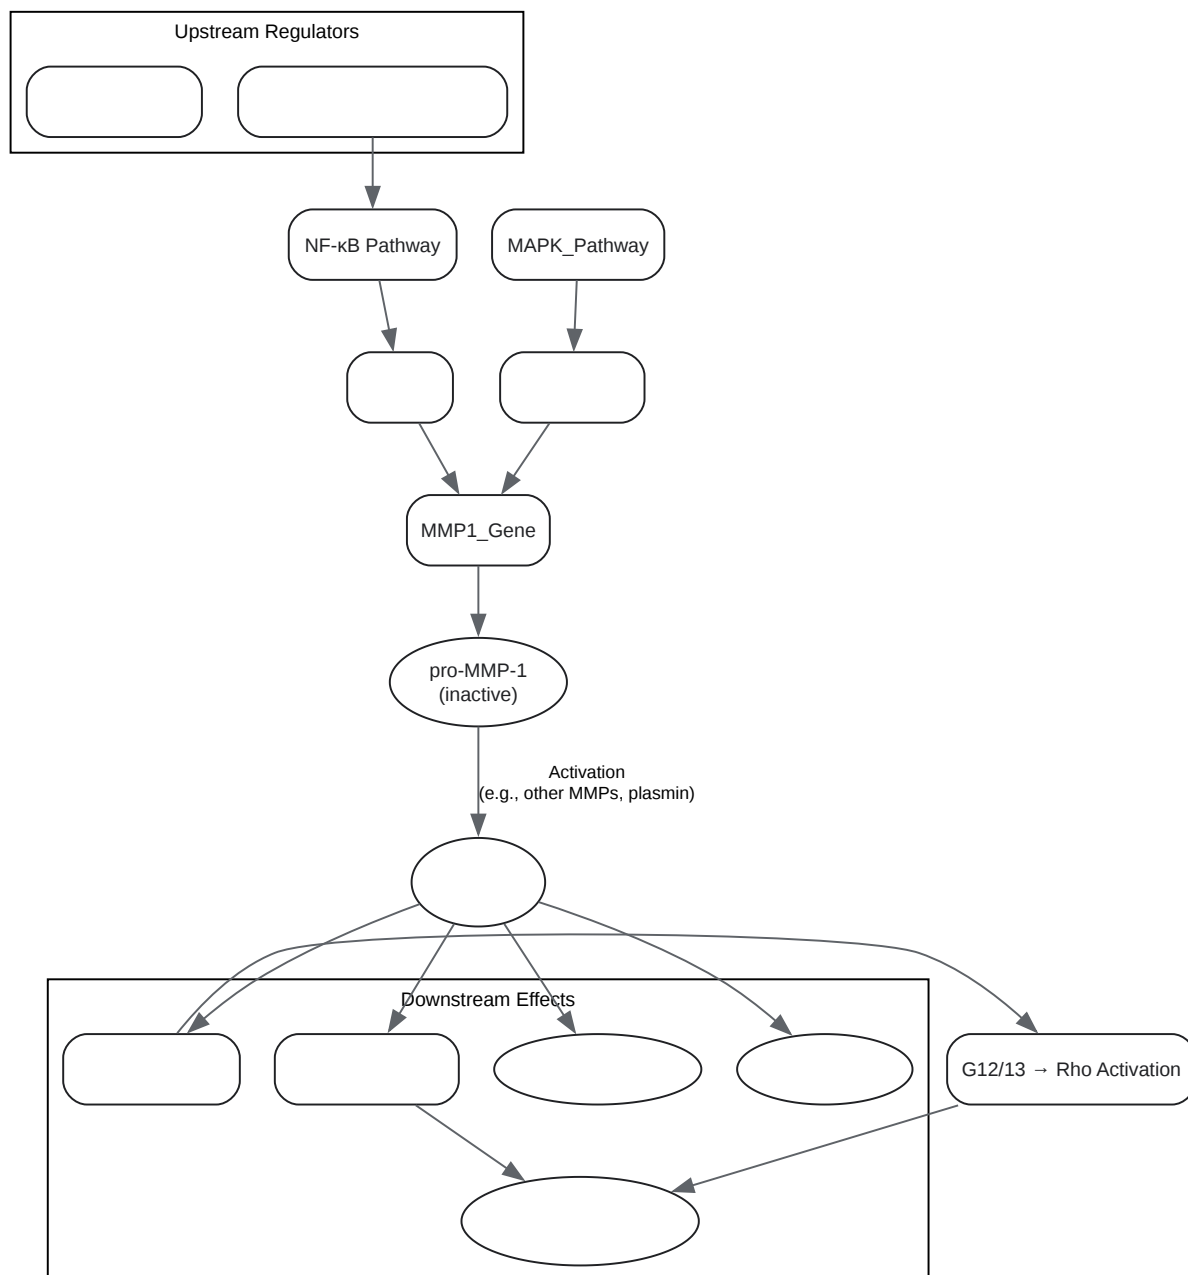 Upstream Regulators
NF-κB Pathway
MAPK_Pathway
MMP1_Gene
pro-MMP-1
(inactive)
Activation
(e.g., other MMPs, plasmin)
Downstream Effects
G12/13 → Rho Activation